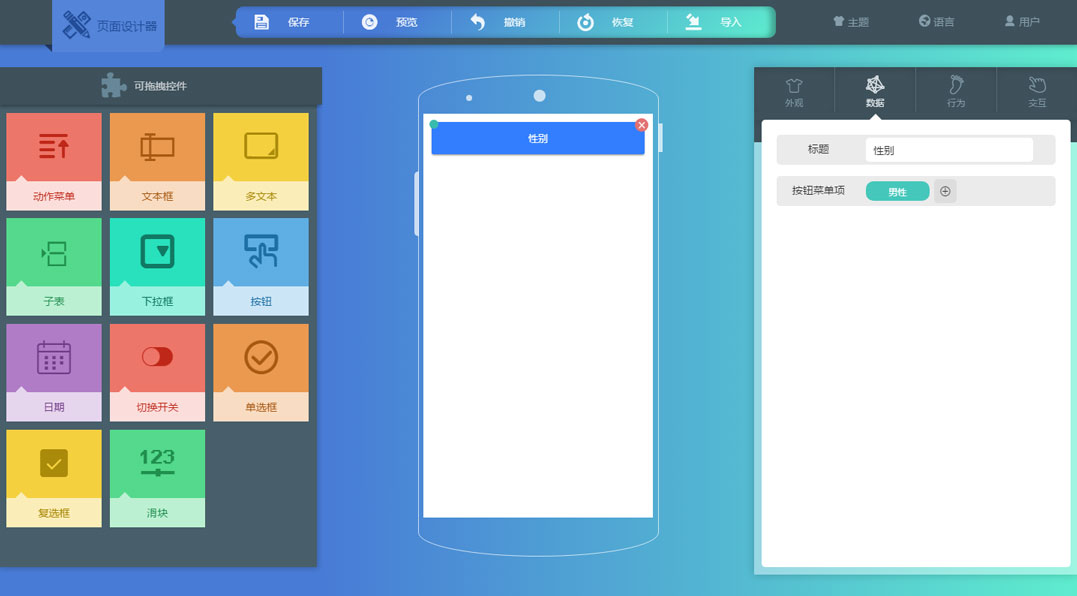 页面设计器
保存
预览
撤销
恢复
导入
主题
语言
用户
可拖拽控件
动作菜单
文本框
多文本
子表
下拉框
按钮
日期
切换开关
单选框
复选框
123
滑块
性别
外观
数据
行为
交互
标题
性别
按钮菜单项
男性